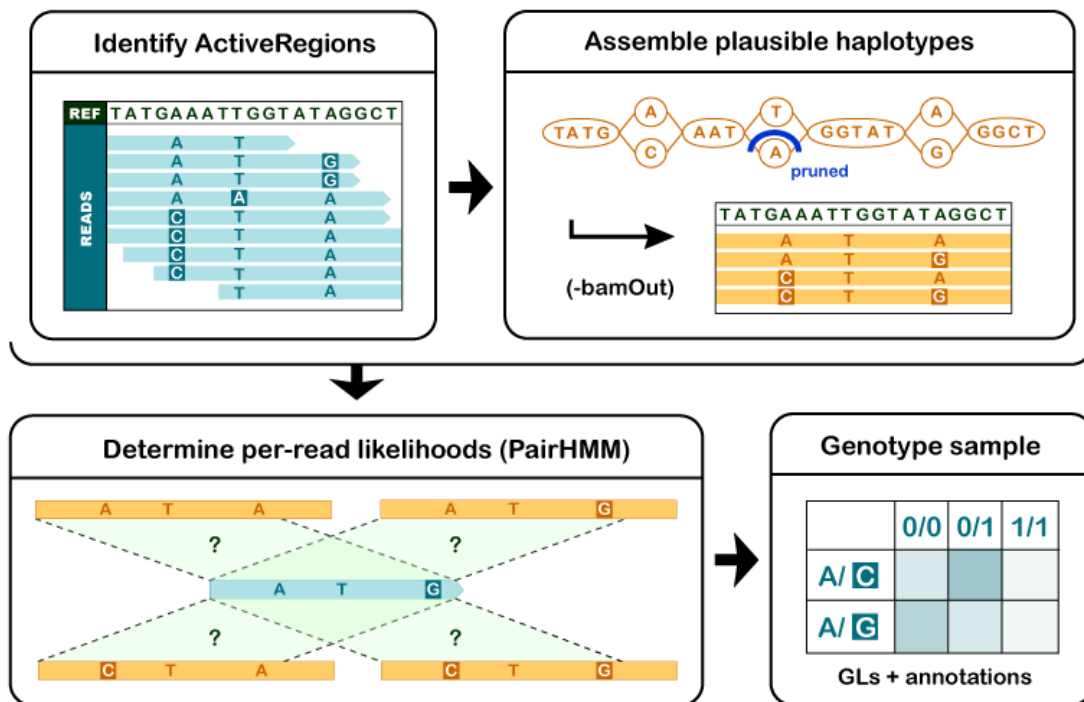 Identify ActiveRegions
REF TATGAAATTGGTATAGGCT
READS
A T
A T G
A T G
A A A
C T A
C T A
C T A
C T A
T A
Assemble plausible haplotypes
A T A
TATG AAT GGTAT GGCT
C A G
pruned
(-bamOut)
TATGAAATTGGTATAGGCT
A T A
A T G
C T A
C T G
Determine per-read likelihoods (PairHMM)
A T A A T G
? ?
A T G
? ?
C T A C T G
Genotype sample
0/0 0/1 1/1
A/ C
A/ G
GLs + annotations